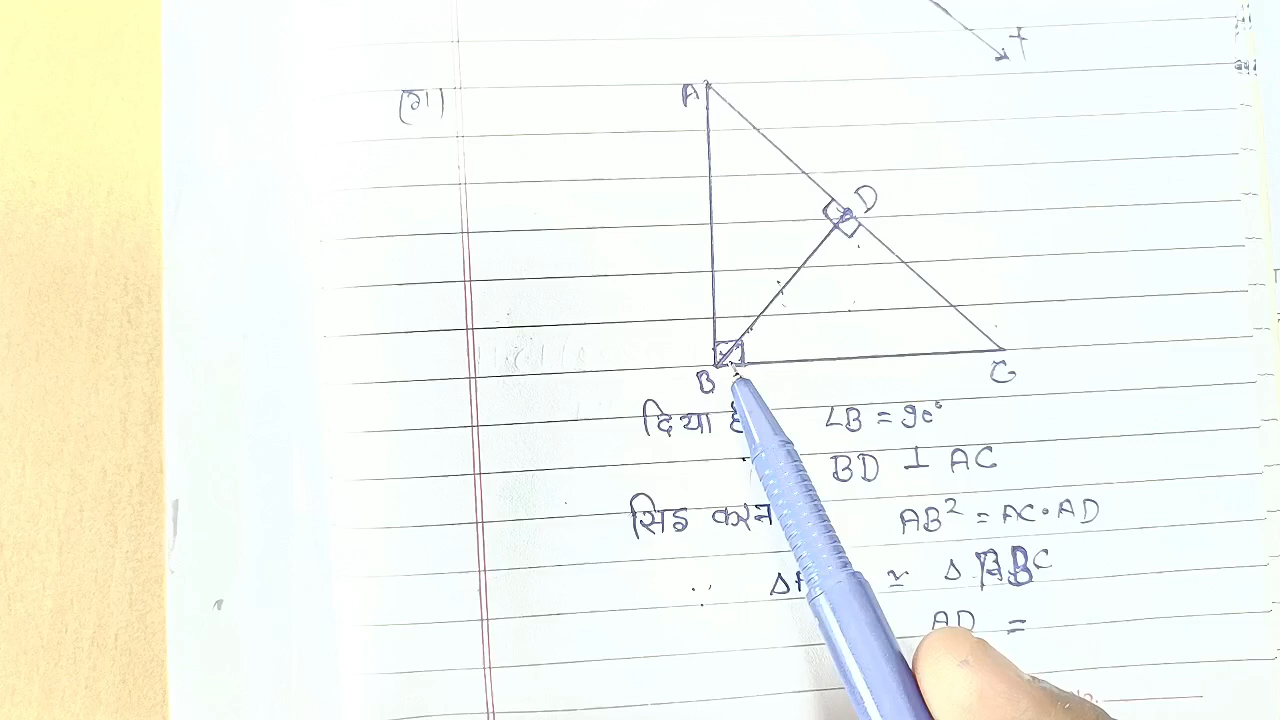 f
(ग)
A
D
B
C
दिया है ∠B = 90°
BD ⊥ AC
सिद्ध करना AB² = AC·AD
∴ Δ ≃ Δ ABC
AD =